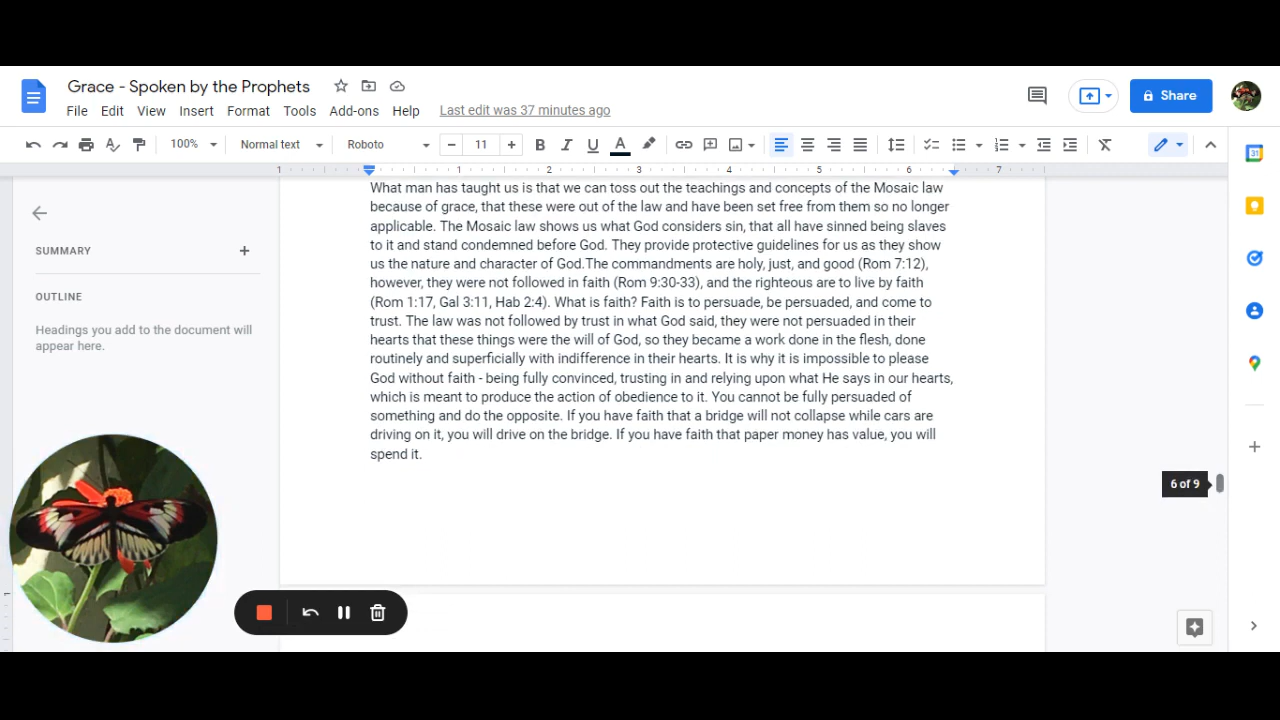 Grace - Spoken by the Prophets
File Edit View Insert Format Tools Add-ons Help Last edit was 37 minutes ago
Share
100% Normal text Roboto 11 B I U A
1 1 2 3 4 5 6 7
31
SUMMARY
OUTLINE
Headings you add to the document will
appear here.
What man has taught us is that we can toss out the teachings and concepts of the Mosaic law
because of grace, that these were out of the law and have been set free from them so no longer
applicable. The Mosaic law shows us what God considers sin, that all have sinned being slaves
to it and stand condemned before God. They provide protective guidelines for us as they show
us the nature and character of God.The commandments are holy, just, and good (Rom 7:12),
however, they were not followed in faith (Rom 9:30-33), and the righteous are to live by faith
(Rom 1:17, Gal 3:11, Hab 2:4). What is faith? Faith is to persuade, be persuaded, and come to
trust. The law was not followed by trust in what God said, they were not persuaded in their
hearts that these things were the will of God, so they became a work done in the flesh, done
routinely and superficially with indifference in their hearts. It is why it is impossible to please
God without faith - being fully convinced, trusting in and relying upon what He says in our hearts,
which is meant to produce the action of obedience to it. You cannot be fully persuaded of
something and do the opposite. If you have faith that a bridge will not collapse while cars are
driving on it, you will drive on the bridge. If you have faith that paper money has value, you will
spend it.
6 of 9
1